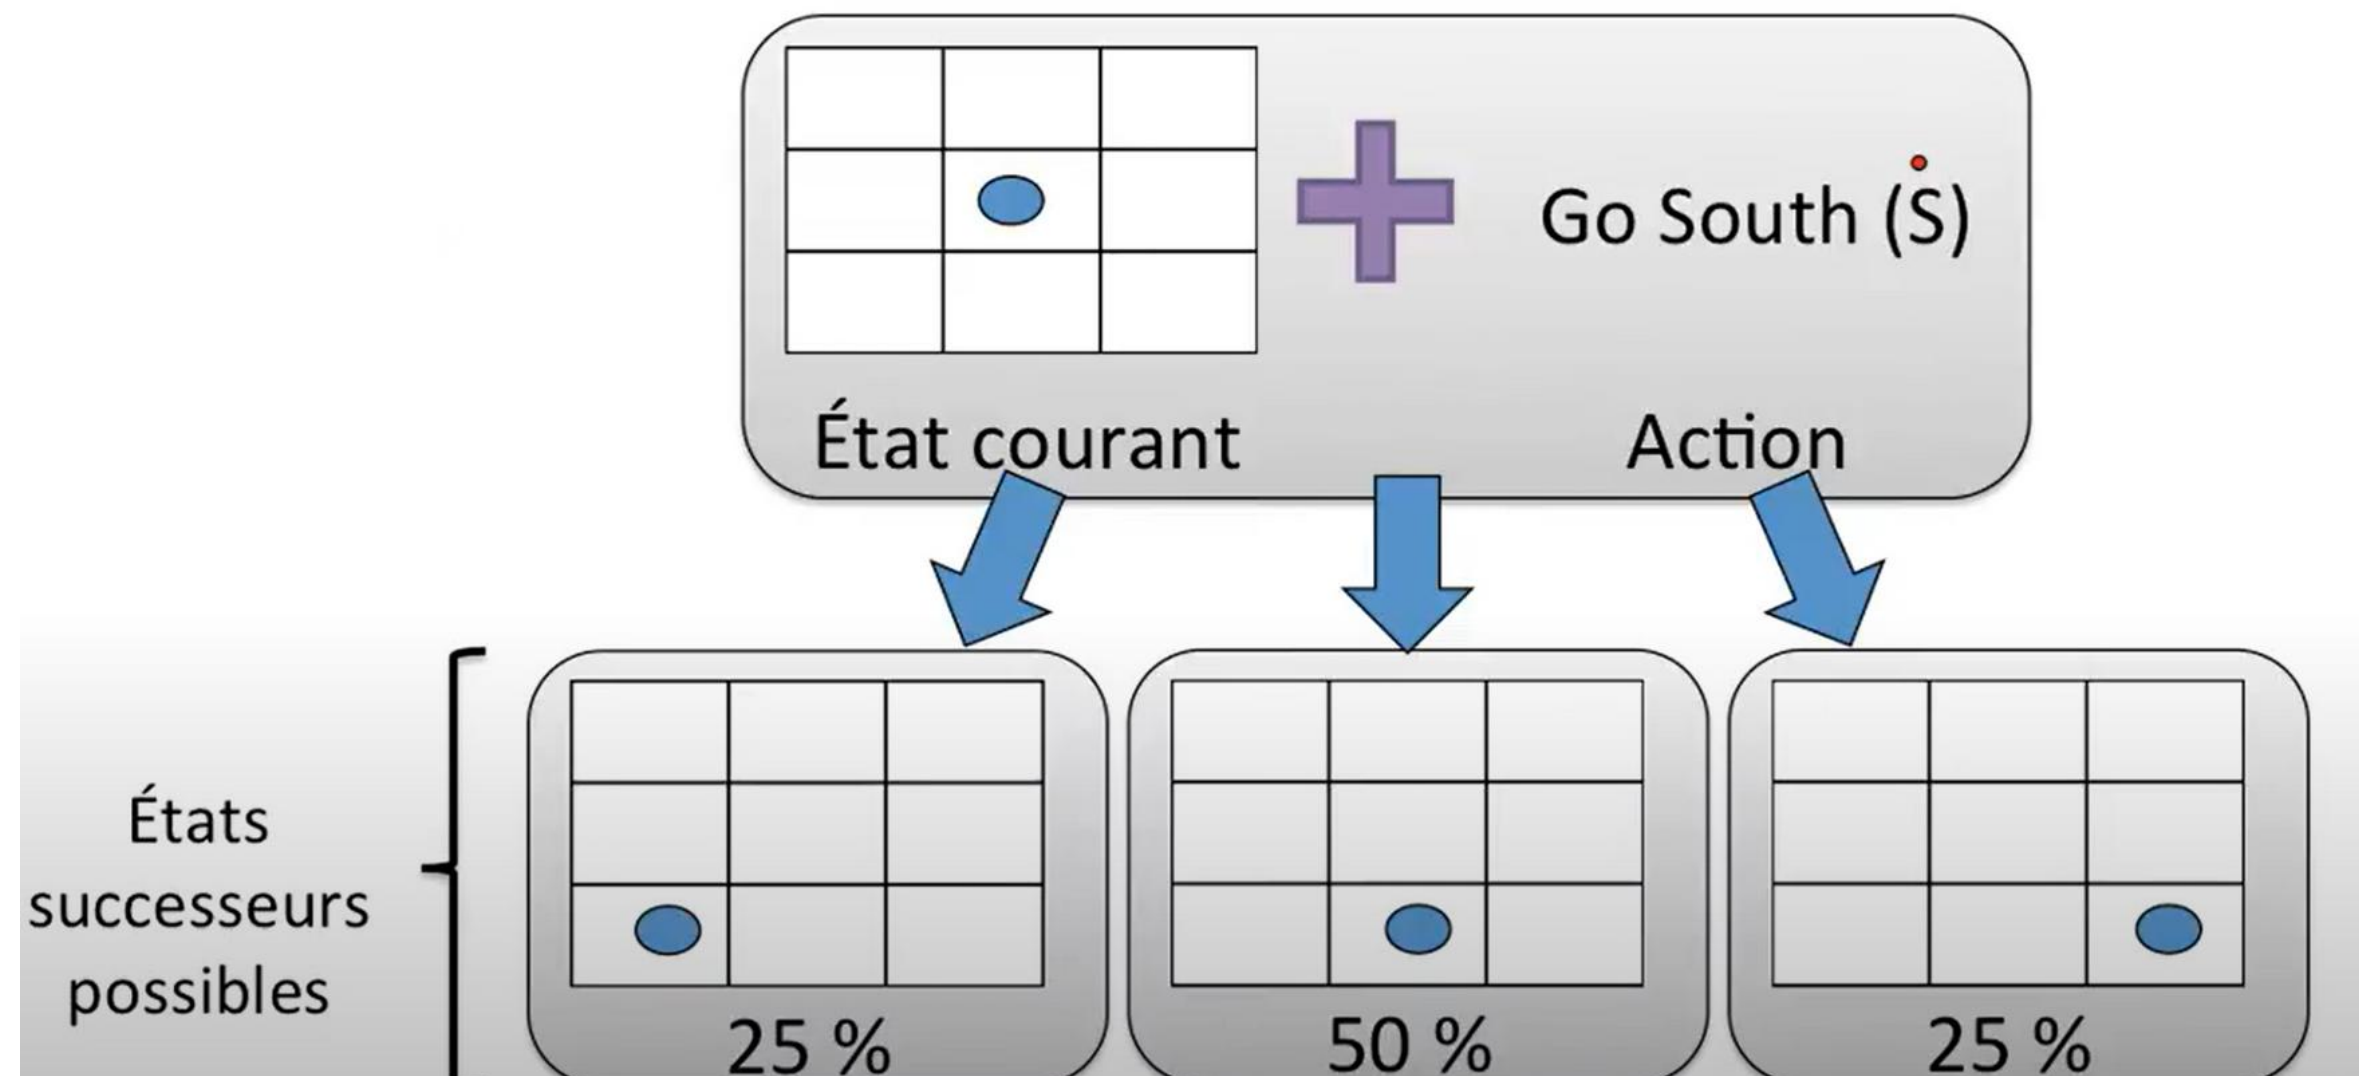 Go South (S)
État courant
Action
États
successeurs
possibles
25 %
50 %
25 %